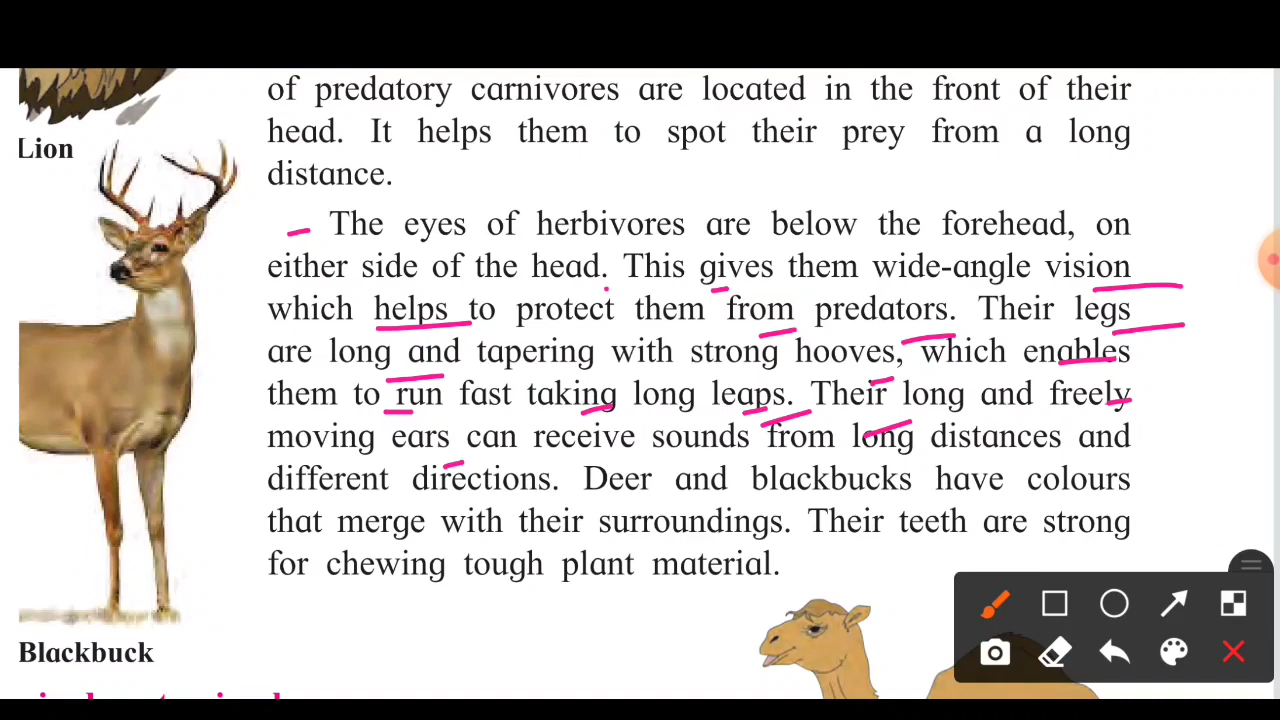 of predatory carnivores are located in the front of their
head. It helps them to spot their prey from a long
distance.
Lion
The eyes of herbivores are below the forehead, on
either side of the head. This gives them wide-angle vision
which helps to protect them from predators. Their legs
are long and tapering with strong hooves, which enables
them to run fast taking long leaps. Their long and freely
moving ears can receive sounds from long distances and
different directions. Deer and blackbucks have colours
that merge with their surroundings. Their teeth are strong
for chewing tough plant material.
Blackbuck